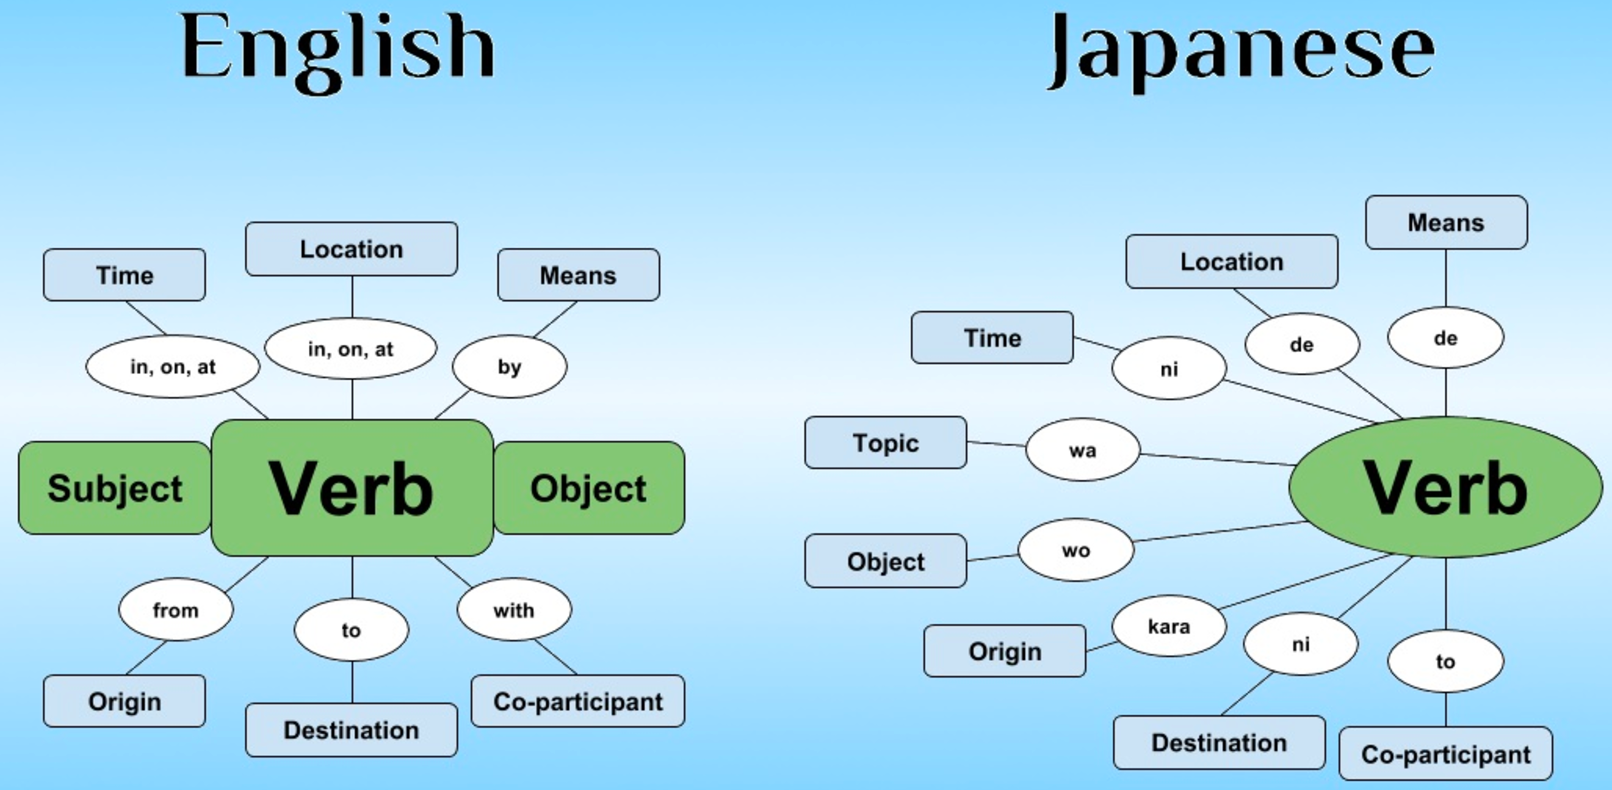 English
Time
Location
Means
in, on, at
in, on, at
by
Subject
Verb
Object
from
to
with
Origin
Destination
Co-participant
Japanese
Means
Location
Time
de
de
ni
Topic
wa
Verb
Object
wo
Origin
kara
ni
to
Destination
Co-participant